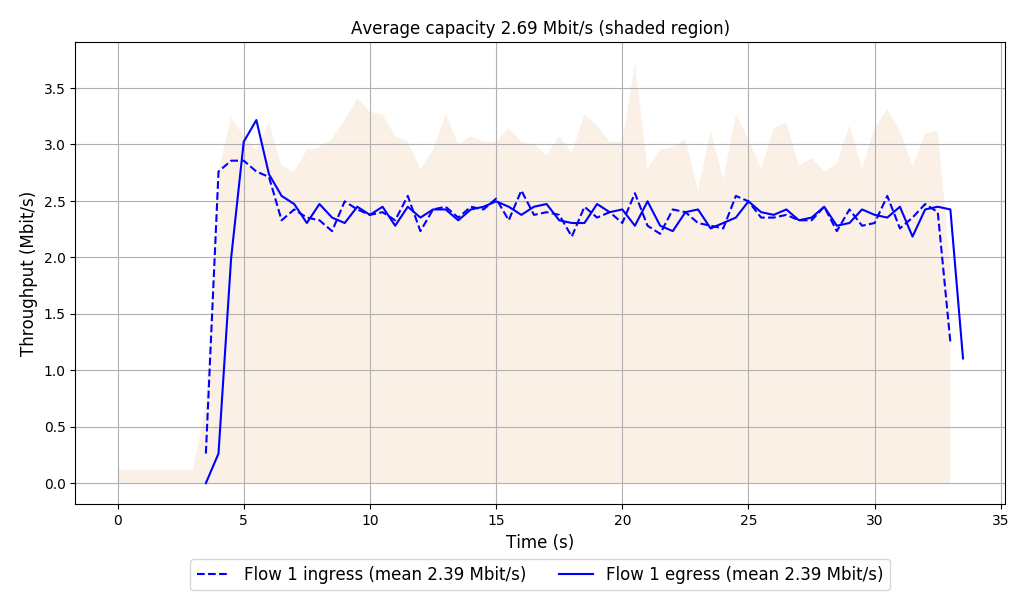 Average capacity 2.69 Mbit/s (shaded region)
Throughput (Mbit/s)
3.5
3.0
2.5
2.0
1.5
1.0
0.5
0.0
0 5 10 15 20 25 30 35
Time (s)
Flow 1 ingress (mean 2.39 Mbit/s) Flow 1 egress (mean 2.39 Mbit/s)